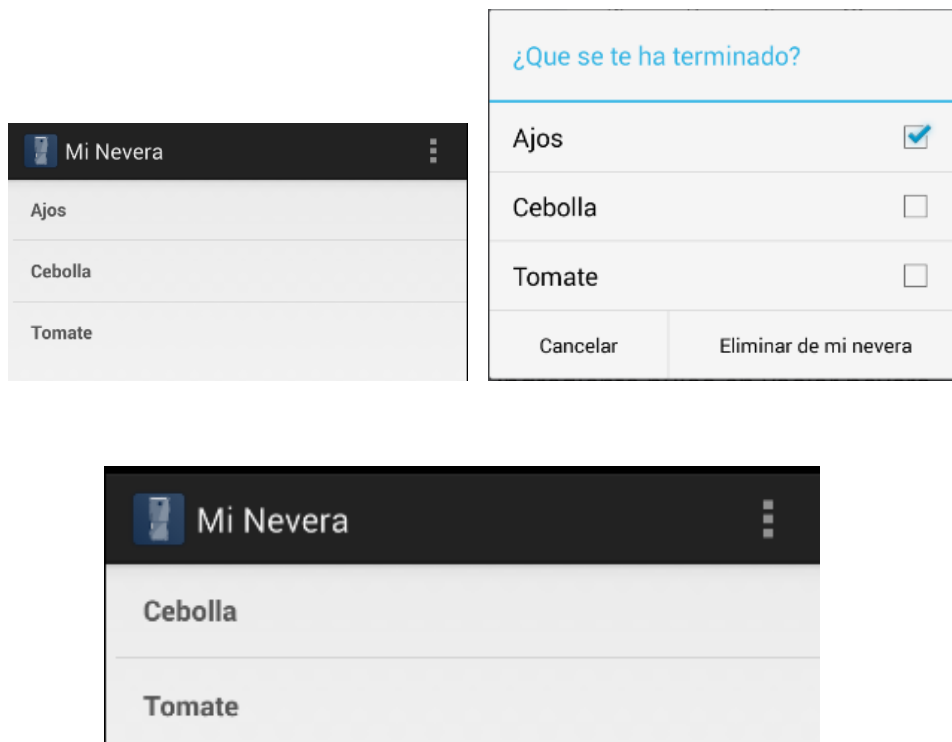 Mi Nevera
Ajos
Cebolla
Tomate
¿Que se te ha terminado?
Ajos
Cebolla
Tomate
Cancelar Eliminar de mi nevera
Mi Nevera
Cebolla
Tomate